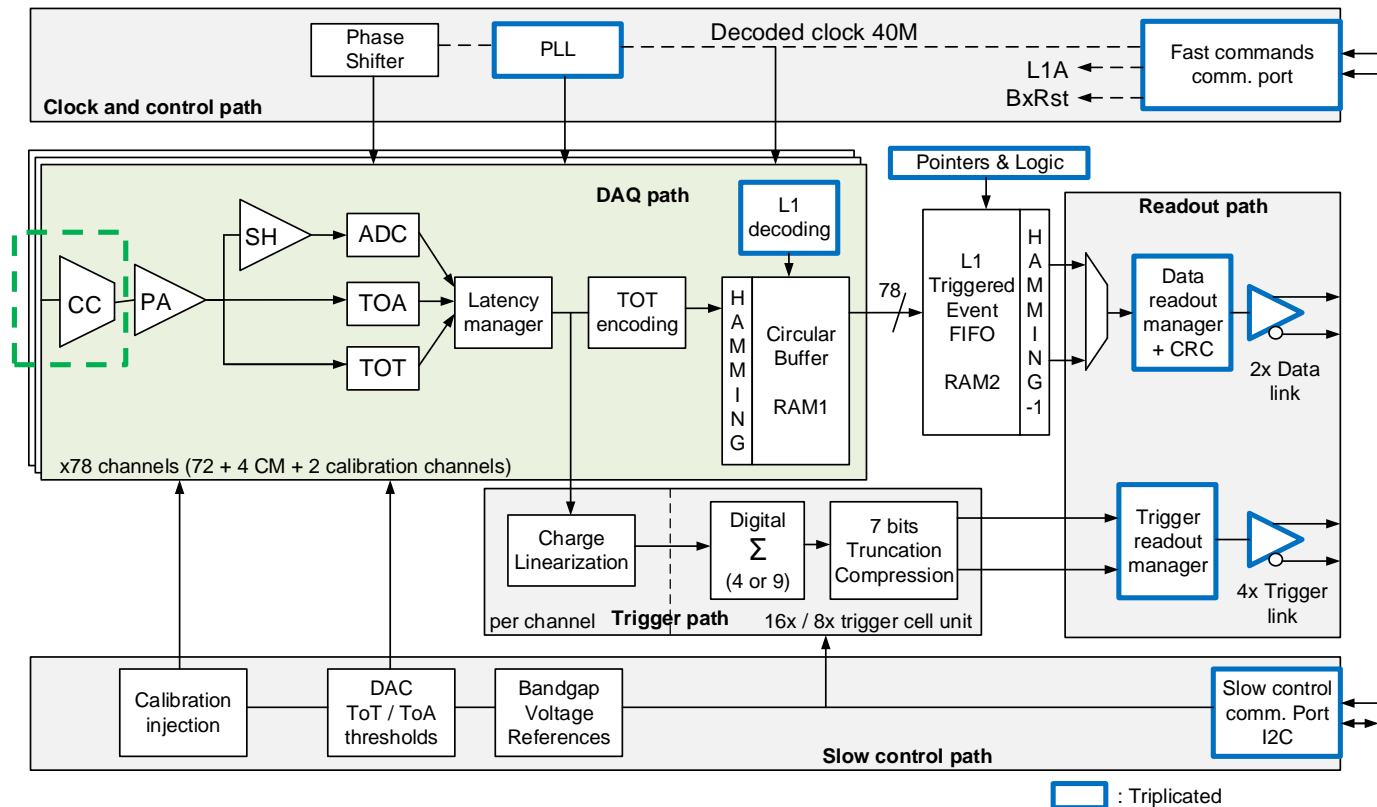 Phase
Shifter
PLL
Decoded clock 40M
L1A
BxRst
Fast commands
comm. port
Clock and control path
DAQ path
CC
PA
SH
ADC
TOA
TOT
Latency
manager
TOT
encoding
L1
decoding
H
A
M
M
I
N
G
Circular
Buffer
RAM1
x78 channels (72 + 4 CM + 2 calibration channels)
78
Pointers & Logic
L1
Triggered
Event
FIFO
RAM2
H
A
M
M
I
N
G
-1
Readout path
Data
readout
manager
+ CRC
2x Data
link
Trigger
readout
manager
4x Trigger
link
Charge
Linearization
Digital
Σ
(4 or 9)
7 bits
Truncation
Compression
per channel
Trigger path
16x / 8x trigger cell unit
Calibration
injection
DAC
ToT / ToA
thresholds
Bandgap
Voltage
References
Slow control
comm. Port
I2C
Slow control path
: Triplicated